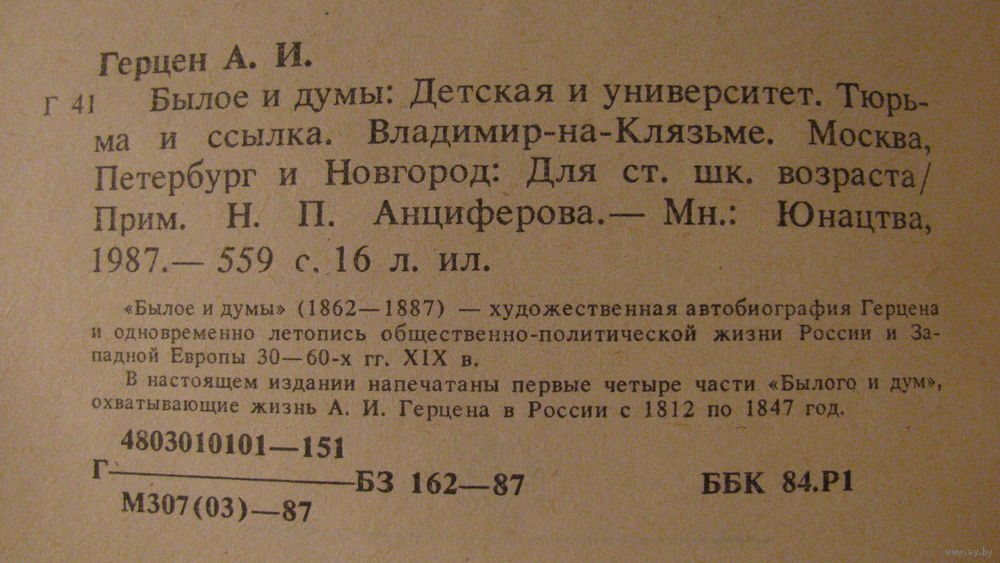 Герцен А. И.
Г 41 Былое и думы: Детская и университет. Тюрь-
ма и ссылка. Владимир-на-Клязьме. Москва,
Петербург и Новгород: Для ст. шк. возраста/
Прим. Н. П. Анциферова.— Мн.: Юнацтва,
1987.— 559 с. 16 л. ил.
«Былое и думы» (1862—1887) — художественная автобиография Герцена
и одновременно летопись общественно-политической жизни России и За-
падной Европы 30—60-х гг. XIX в.
В настоящем издании напечатаны первые четыре части «Былого и дум»,
охватывающие жизнь А. И. Герцена в России с 1812 по 1847 год.
4803010101—151
Г БЗ 162—87 ББК 84.Р1
М307(03)—87
www.ay.by